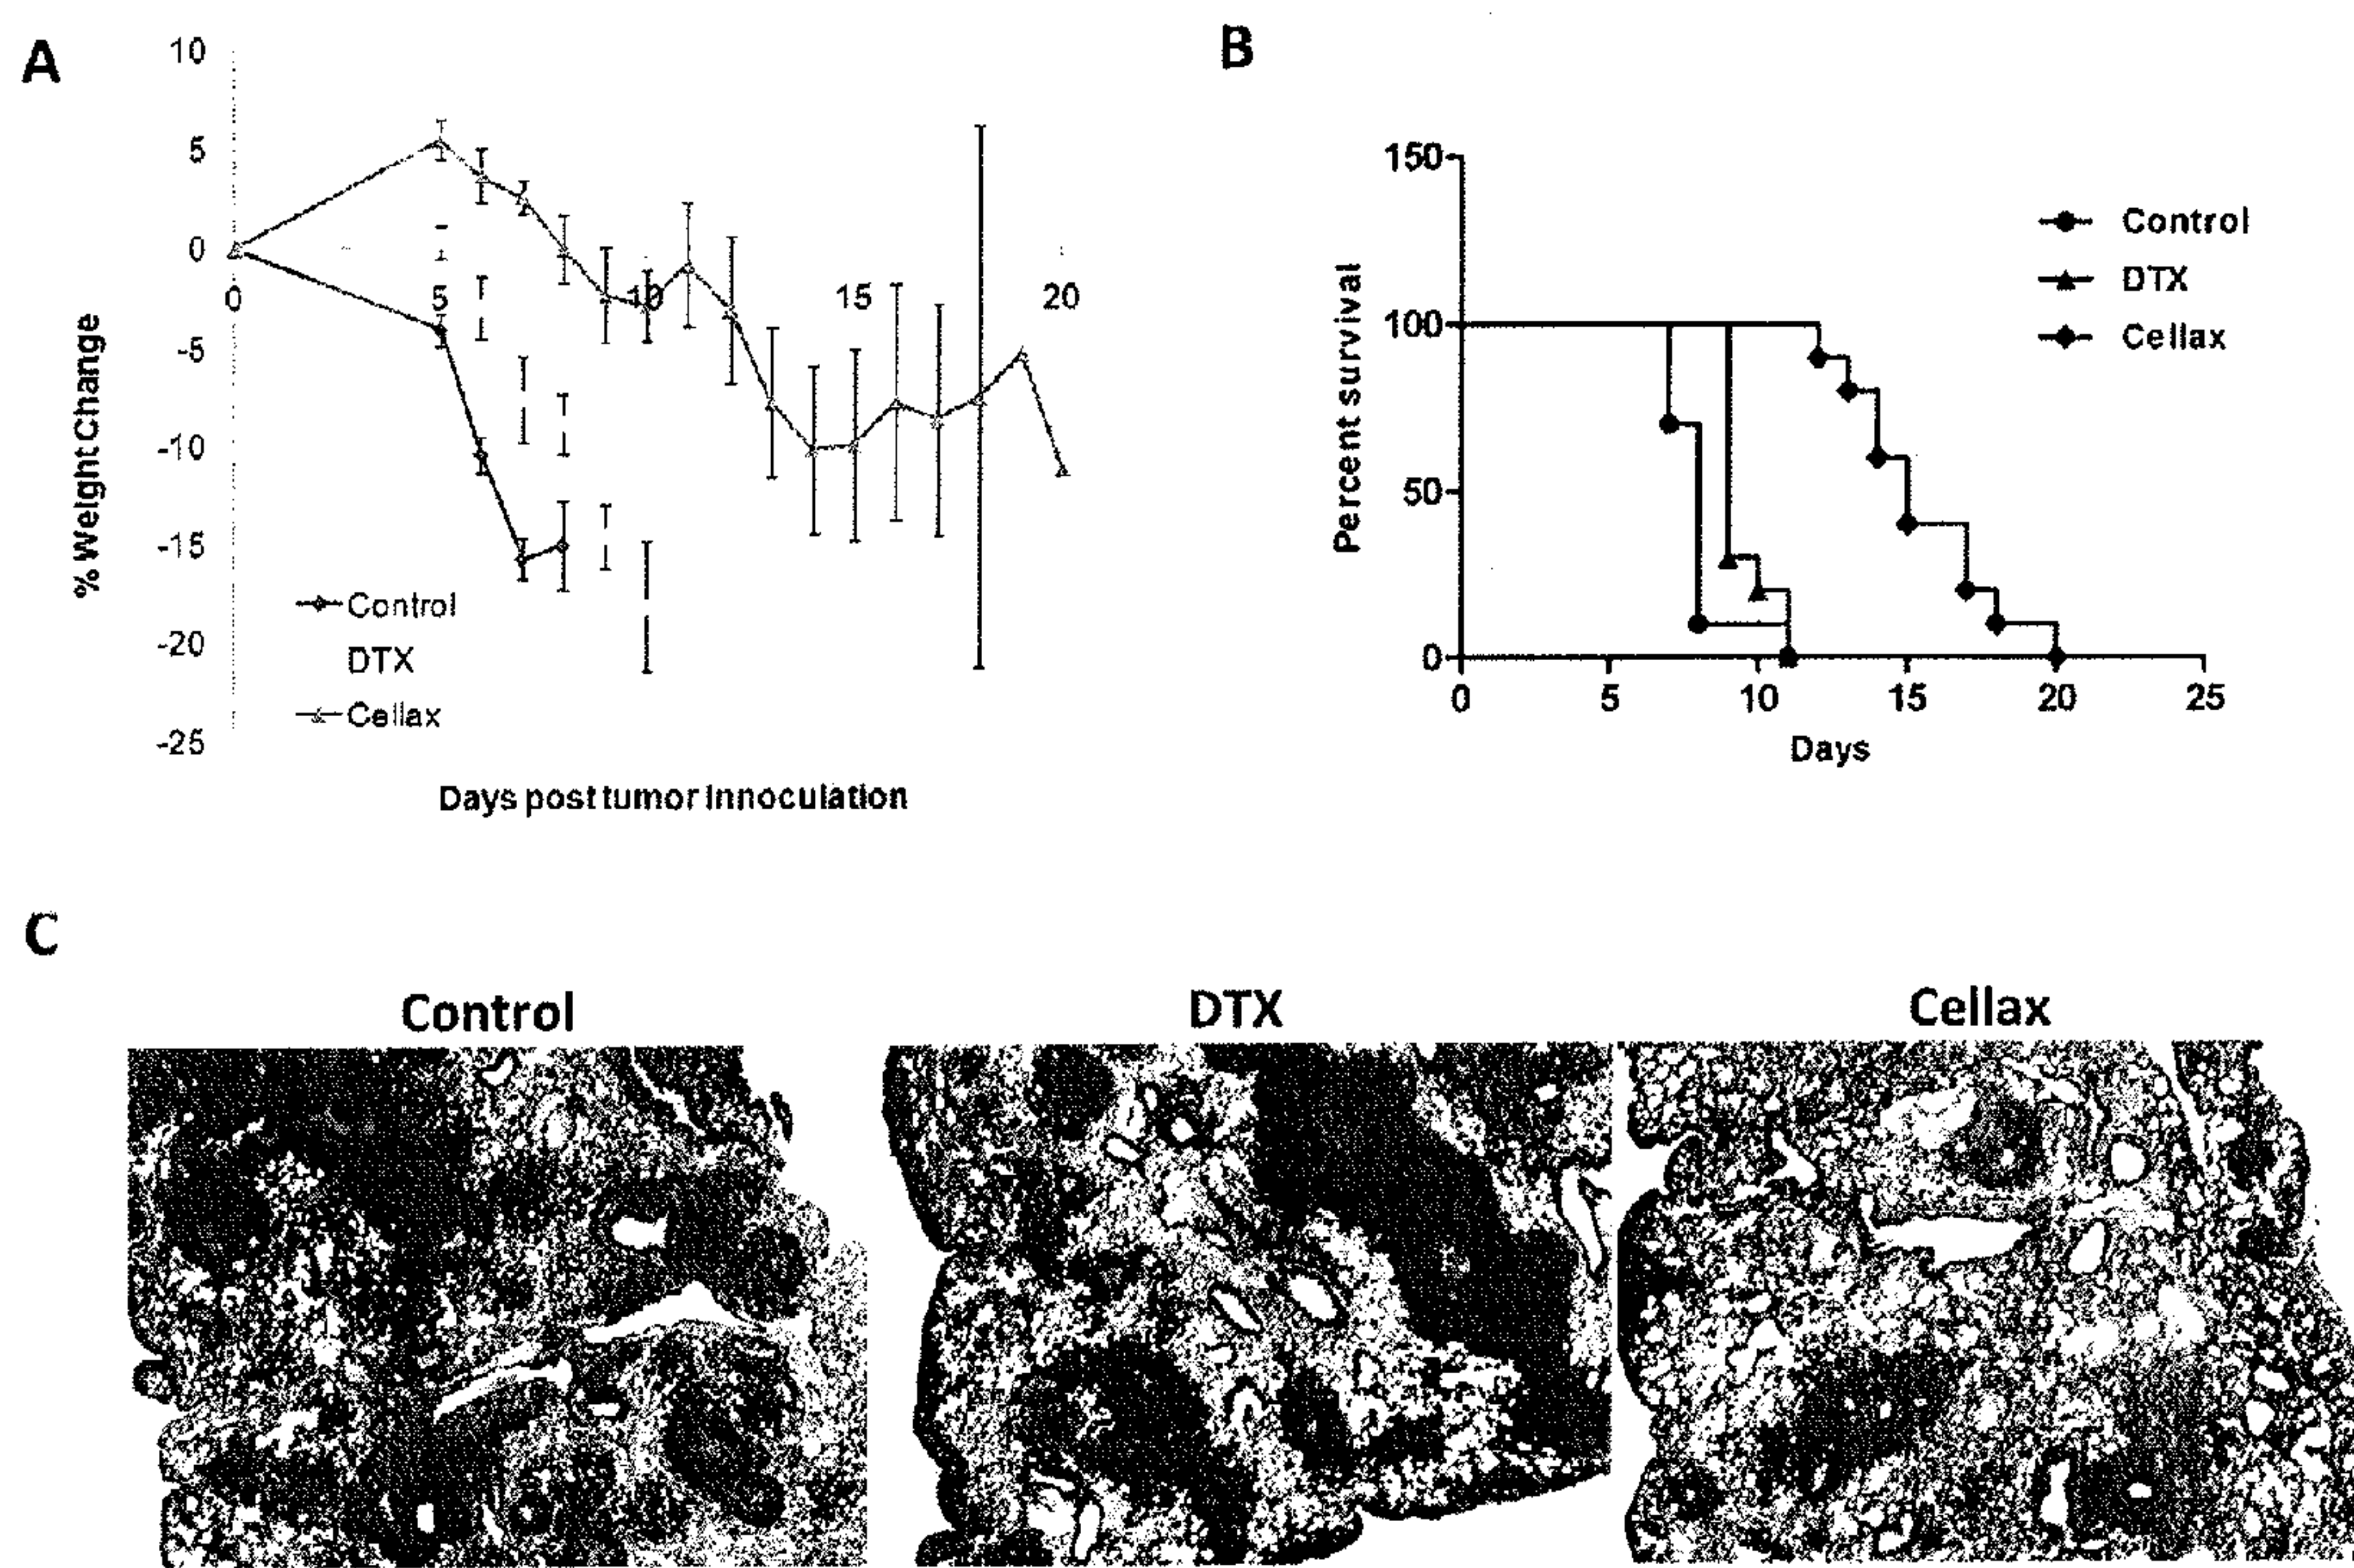 A
10
5
0
-5
-10
-15
-20
-25
% Weight Change
0
5
10
15
20
Control
DTX
Cellax
Days post tumor Innoculation
B
150
100
50
0
Percent survival
0
5
10
15
20
25
Days
Control
DTX
Cellax
C
Control
DTX
Cellax